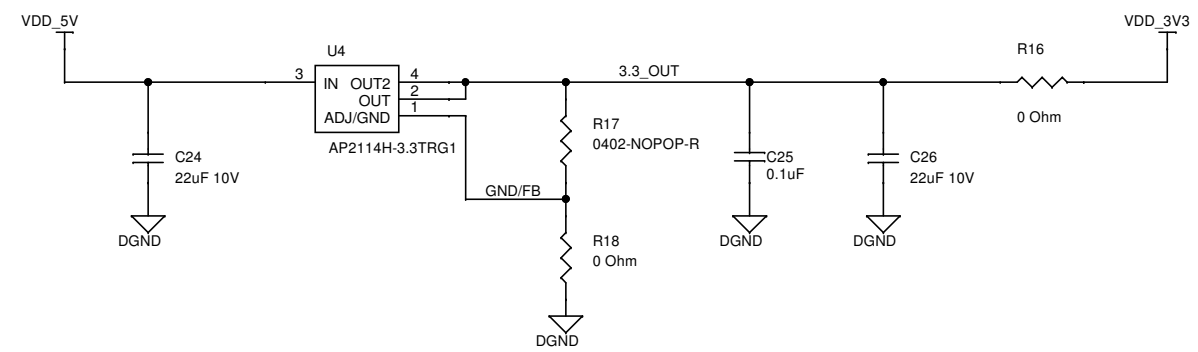 VDD_5V
VDD_3V3
U4
R16
3.3_OUT
3
IN
OUT2
4
OUT
2
ADJ/GND
1
0 Ohm
R17
0402-NOPOP-R
AP2114H-3.3TRG1
C24
22uF 10V
C25
0.1uF
C26
22uF 10V
GND/FB
DGND
R18
0 Ohm
DGND
DGND
DGND